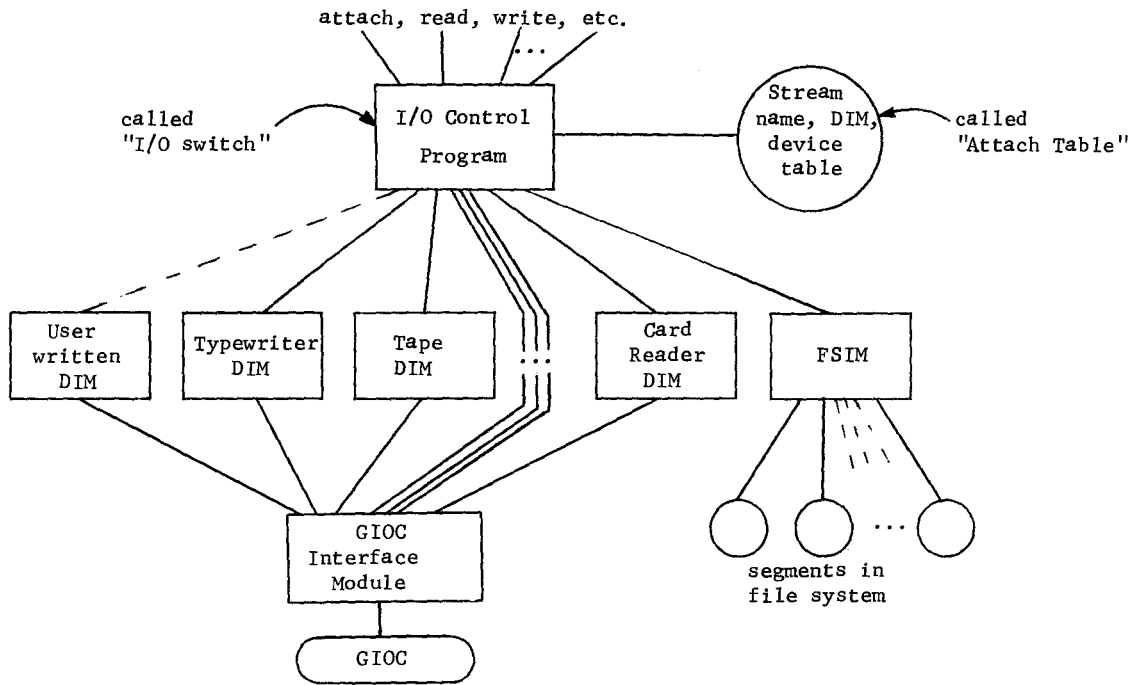 attach, read, write, etc.
...
called
"I/O switch"
I/O Control
Program
Stream
name, DIM,
device
table
called
"Attach Table"
User
written
DIM
Typewriter
DIM
Tape
DIM
...
Card
Reader
DIM
FSIM
GIOC
Interface
Module
...
segments in
file system
GIOC